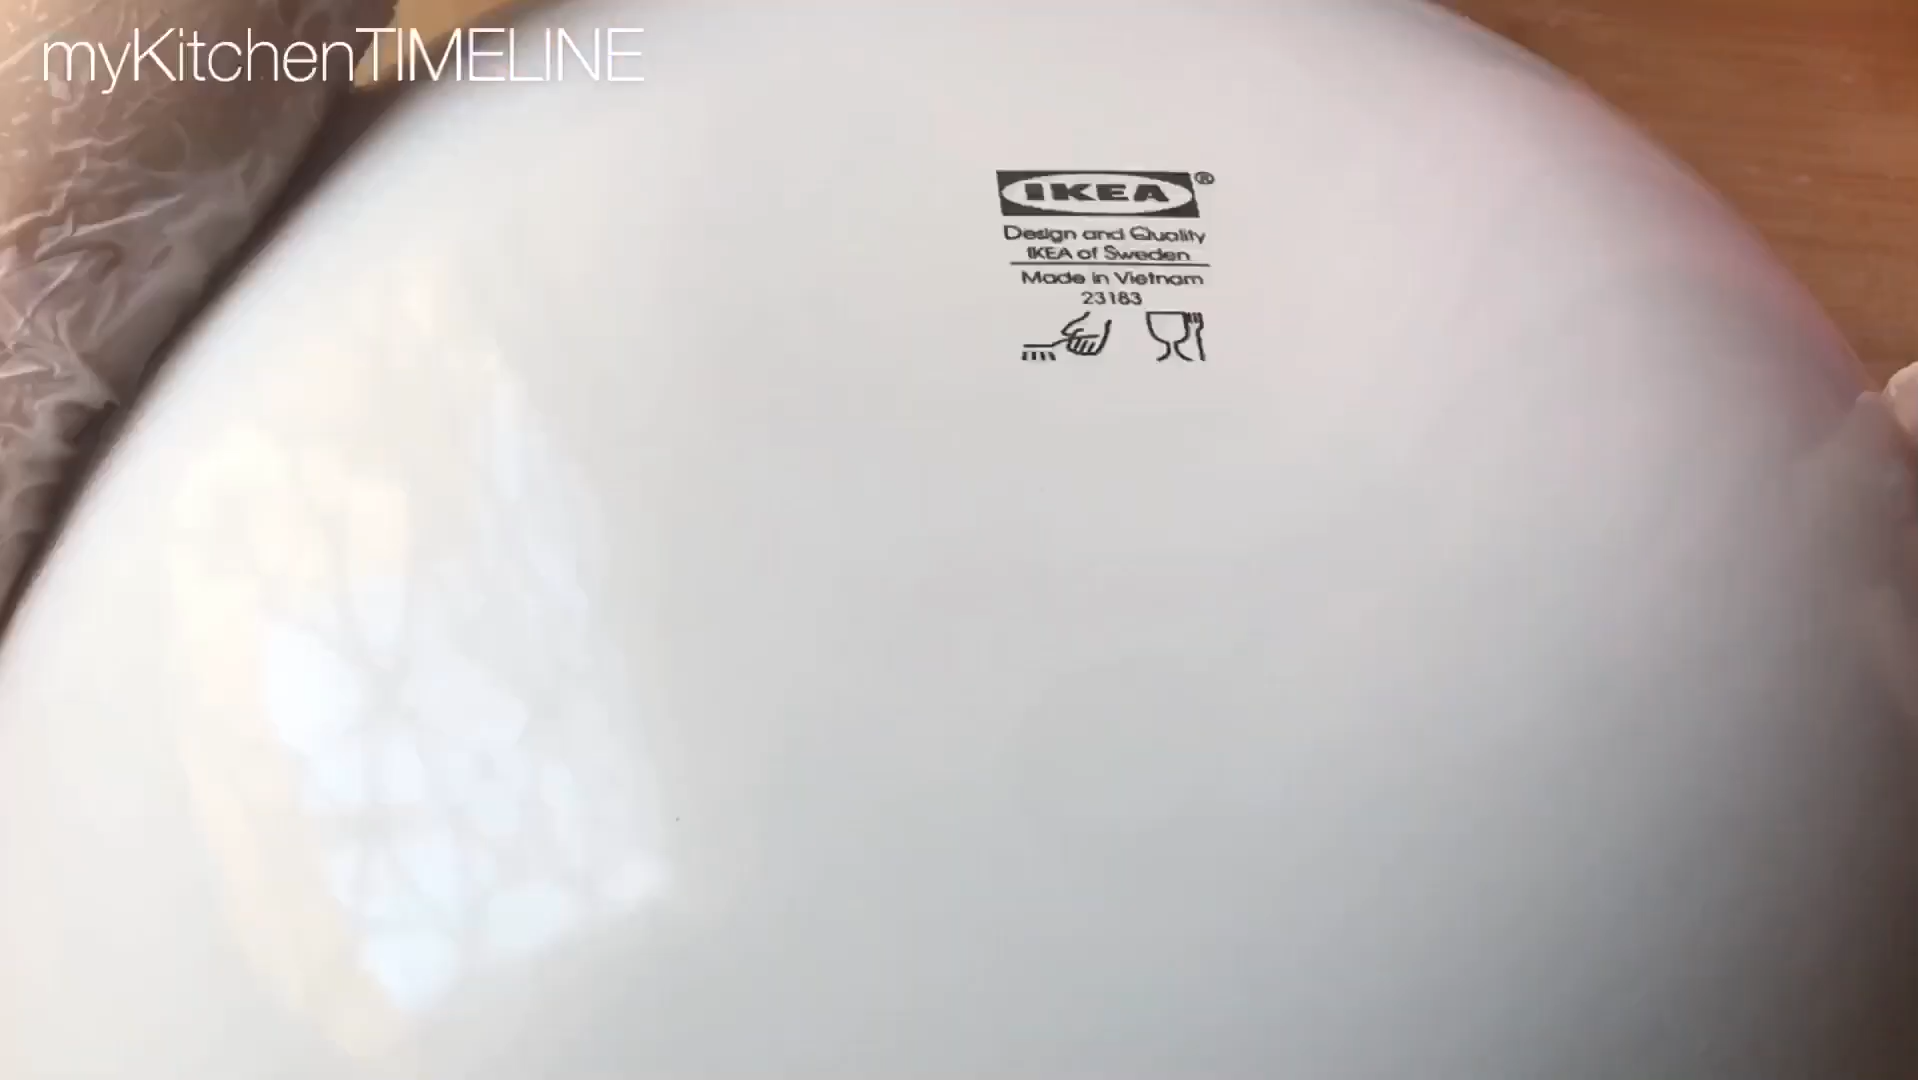 myKitchenTIMELINE
IKEA®
Design and Quality
IKEA of Sweden
Made in Vietnam
23183